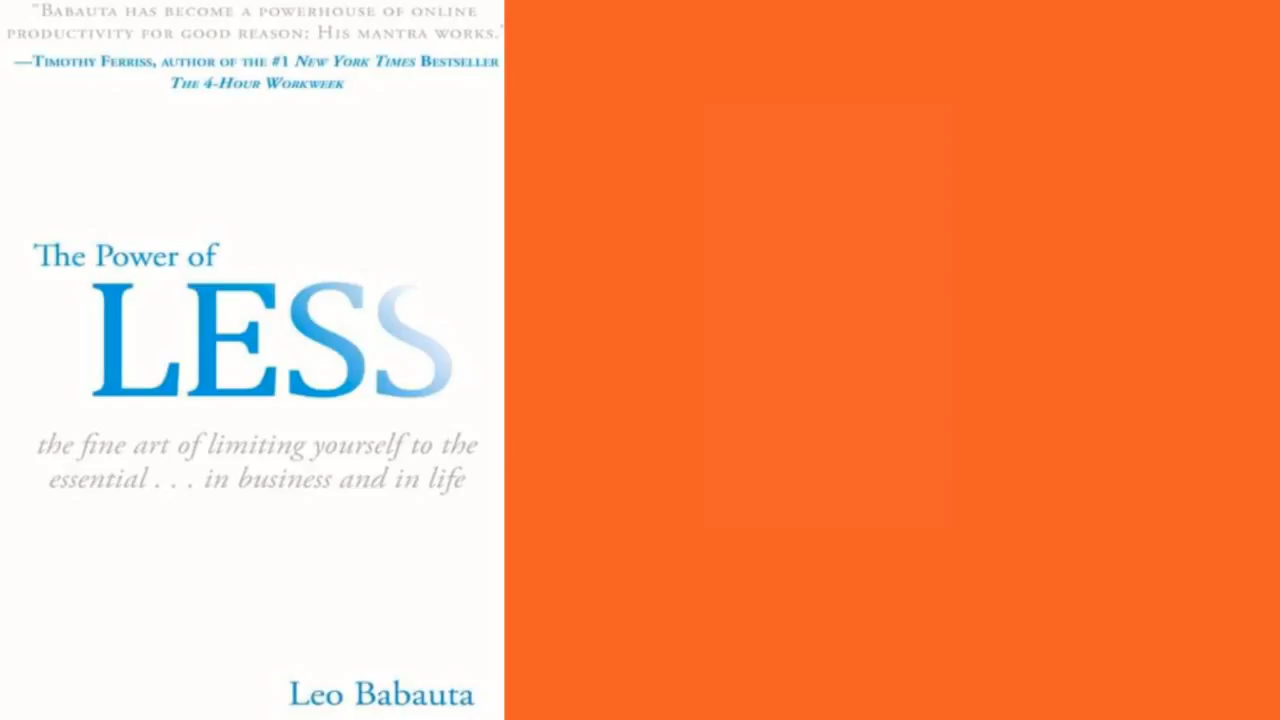 "Babauta has become a powerhouse of online
productivity for good reason: His mantra works."
—Timothy Ferriss, author of the #1 New York Times Bestseller
The 4-Hour Workweek
The Power of
LESS
the fine art of limiting yourself to the
essential . . . in business and in life
Leo Babauta